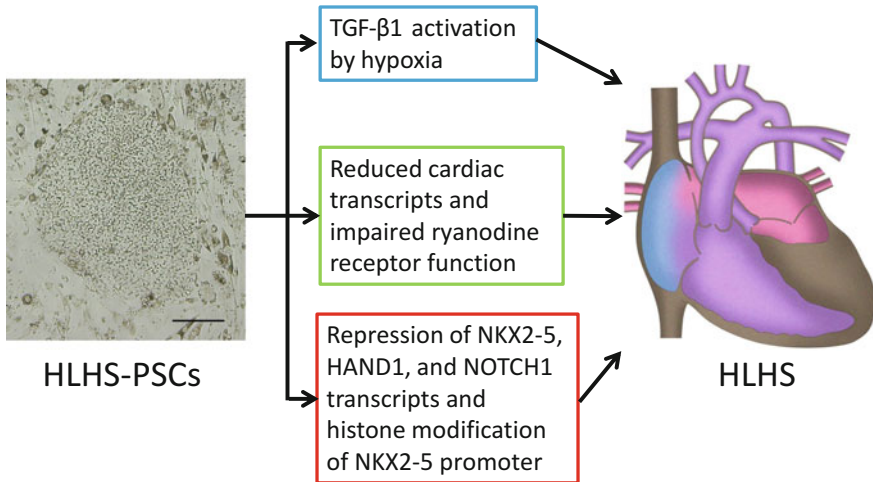 TGF-β1 activation
by hypoxia
Reduced cardiac
transcripts and
impaired ryanodine
receptor function
Repression of NKX2-5,
HAND1, and NOTCH1
transcripts and
histone modification
of NKX2-5 promoter
HLHS-PSCs
HLHS